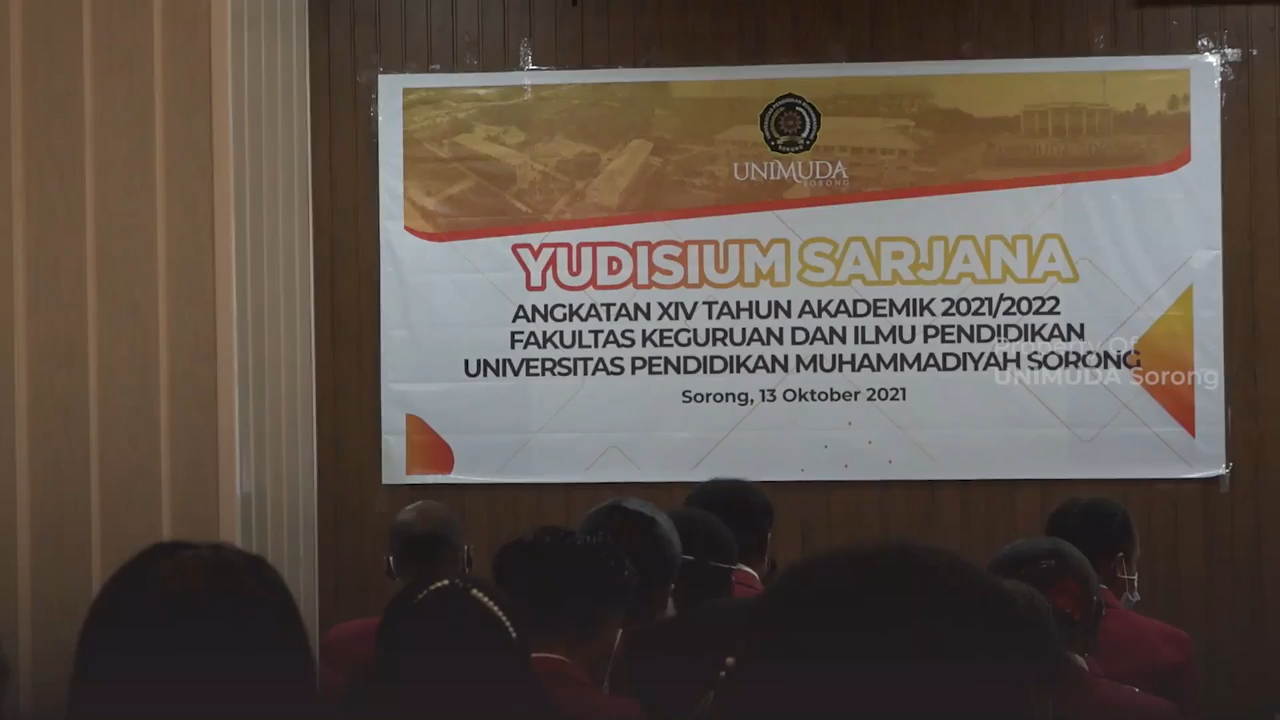 UNIMUDA
SORONG
YUDISIUM SARJANA
ANGKATAN XIV TAHUN AKADEMIK 2021/2022
FAKULTAS KEGURUAN DAN ILMU PENDIDIKAN
UNIVERSITAS PENDIDIKAN MUHAMMADIYAH SORONG
Sorong, 13 Oktober 2021
Property Of
UNIMUDA Sorong